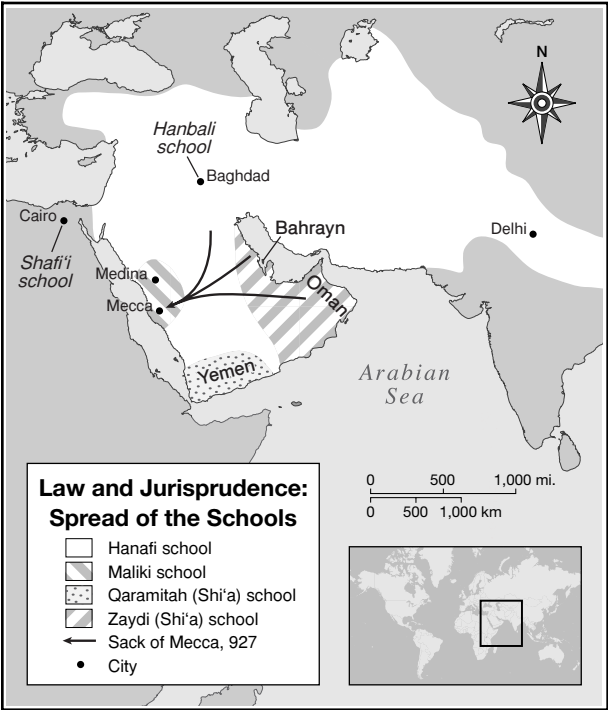 N
Hanbali
school
Baghdad
Cairo
Shafi‘i
school
Delhi
Bahrayn
Medina
Mecca
Oman
Yemen
Arabian
Sea
Law and Jurisprudence:
Spread of the Schools
Hanafi school
Maliki school
Qaramitah (Shi‘a) school
Zaydi (Shi‘a) school
Sack of Mecca, 927
City
0 500 1,000 mi.
0 500 1,000 km